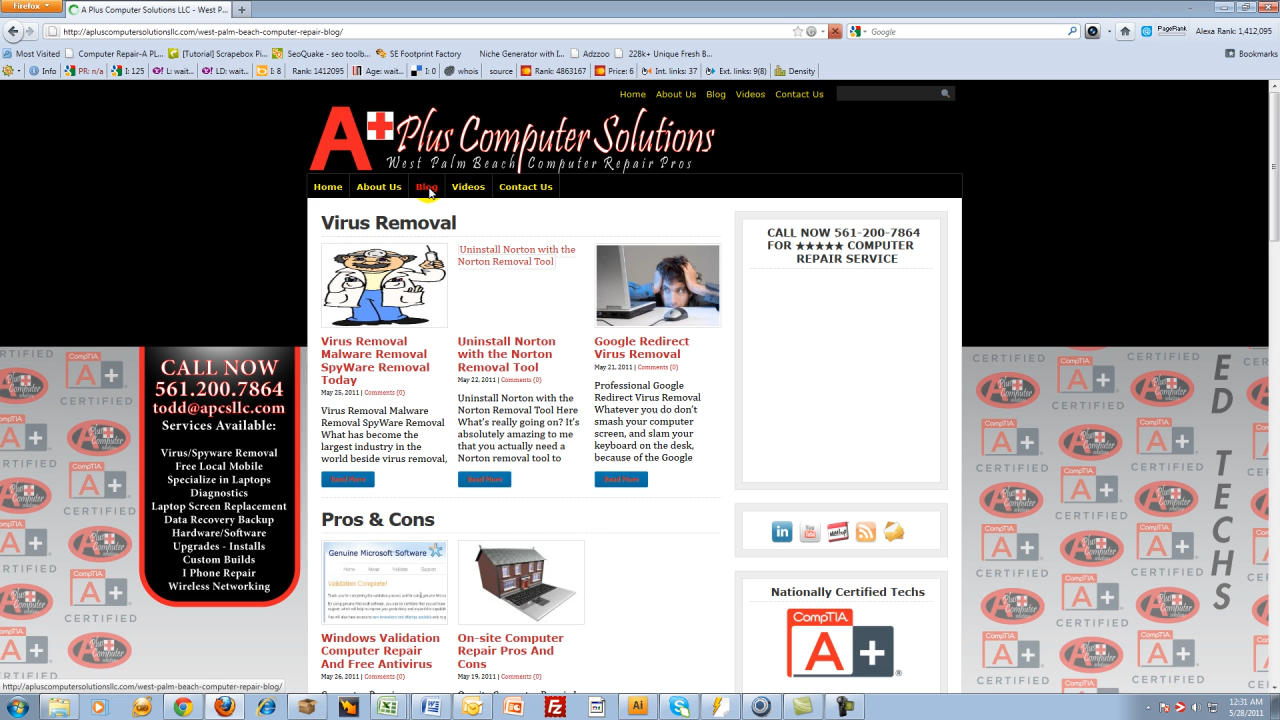 Firefox
A Plus Computer Solutions LLC - West P...
http://apluscomputersolutionsllc.com/west-palm-beach-computer-repair-blog/
Google
PageRank
Alexa Rank: 1,412,095
Most Visited
Computer Repair-A PL...
[Tutorial] Scrapebox Pi...
SeoQuake - seo toolb...
SE Footprint Factory
Niche Generator with I...
Adzzoo
228k+ Unique Fresh B...
Bookmarks
Info
PR: n/a
I: 125
L: wait...
LD: wait...
I: 8
Rank: 1412095
Age: wait...
I: 0
whois
source
Rank: 4863167
Price: 6
Int. links: 37
Ext. links: 9(8)
Density
Home About Us Blog Videos Contact Us
A+ Plus Computer Solutions
West Palm Beach Computer Repair Pros
Home About Us Blog Videos Contact Us
Virus Removal
Uninstall Norton with the
Norton Removal Tool
Virus Removal
Malware Removal
SpyWare Removal
Today
May 25, 2011 | Comments (0)
Virus Removal Malware
Removal SpyWare Removal
What has become the
largest industry in the
world beside virus removal,
Read More
Uninstall Norton
with the Norton
Removal Tool
May 22, 2011 | Comments (0)
Uninstall Norton with the
Norton Removal Tool Here
What's really going on? It's
absolutely amazing to me
that you actually need a
Norton removal tool to
Read More
Google Redirect
Virus Removal
May 21, 2011 | Comments (0)
Professional Google
Redirect Virus Removal
Whatever you do don't
smash your computer
screen, and slam your
keyboard on the desk,
because of the Google
Read More
Pros & Cons
Genuine Microsoft Software
Validation Complete!
Windows Validation
Computer Repair
And Free Antivirus
May 26, 2011 | Comments (0)
On-site Computer
Repair Pros And
Cons
May 19, 2011 | Comments (0)
CALL NOW 561-200-7864
FOR ★★★★★ COMPUTER
REPAIR SERVICE
Nationally Certified Techs
CompTIA
A+
CALL NOW
561.200.7864
todd@apcsllc.com
Services Available:
Virus/Spyware Removal
Free Local Mobile
Specialize in Laptops
Diagnostics
Laptop Screen Replacement
Data Recovery Backup
Hardware/Software
Upgrades - Installs
Custom Builds
I Phone Repair
Wireless Networking
CERTIFIED
CompTIA
ED TECHS
http://apluscomputersolutionsllc.com/west-palm-beach-computer-repair-blog/
12:31 AM
5/28/2011